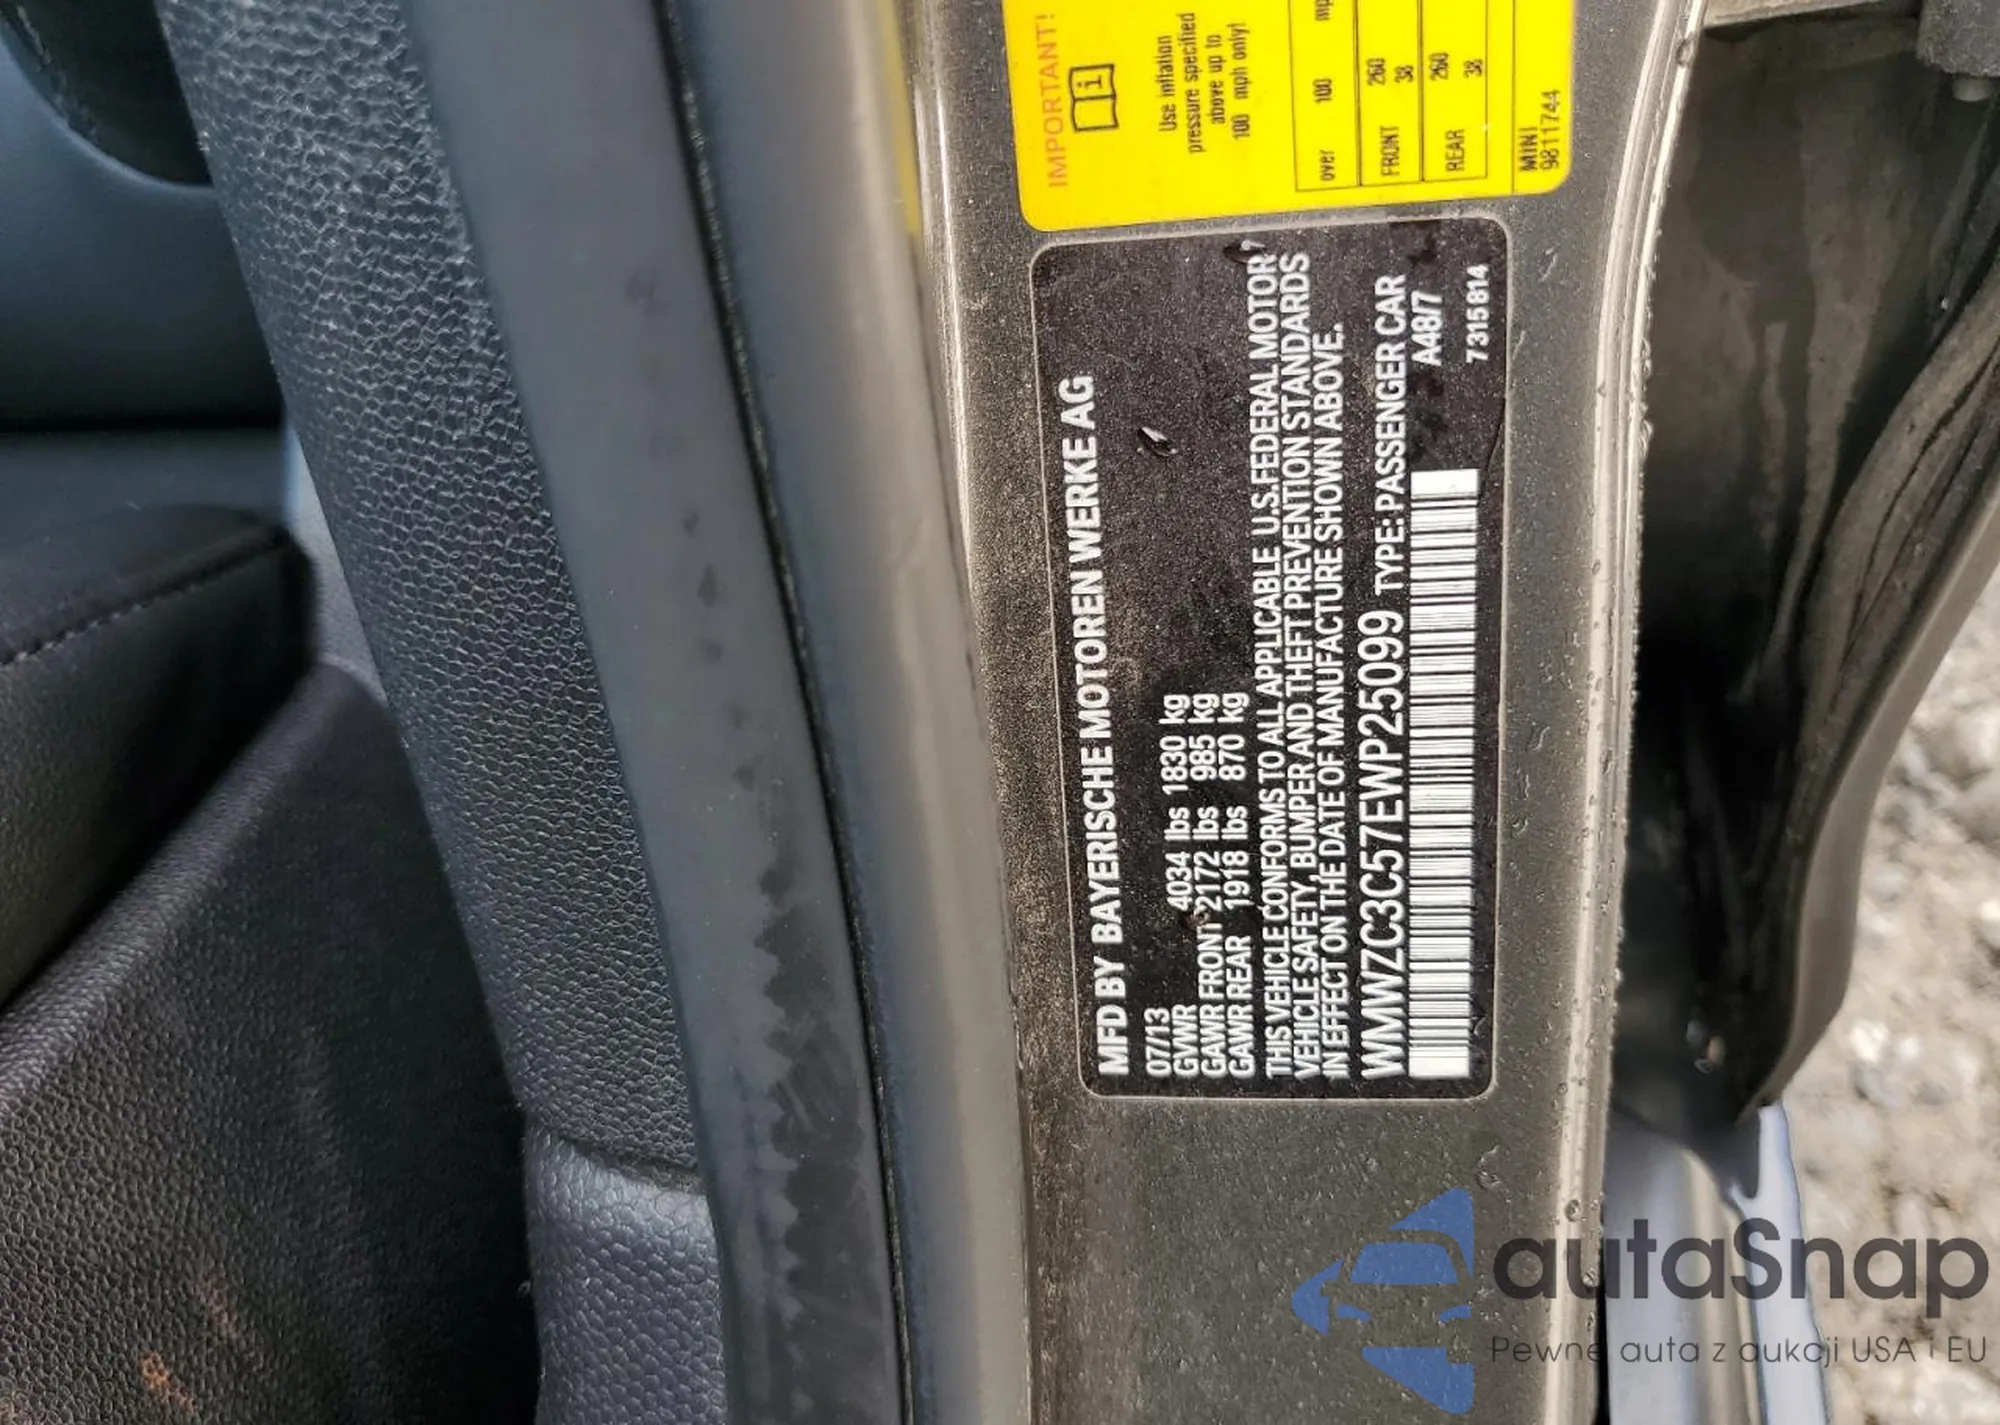 IMPORTANT!
Use inflation
pressure specified
above up to
100 mph only!
over 100
FRONT 260
38
REAR 260
38
MINI
9811744
MFD BY BAYERISCHE MOTOREN WERKE AG
07/13
GVWR 4034 lbs 1830 kg
GAWR FRONT 2172 lbs 985 kg
GAWR REAR 1918 lbs 870 kg
THIS VEHICLE CONFORMS TO ALL APPLICABLE U.S. FEDERAL MOTOR
VEHICLE SAFETY, BUMPER AND THEFT PREVENTION STANDARDS
IN EFFECT ON THE DATE OF MANUFACTURE SHOWN ABOVE.
WMWZC3C57EWP25099 TYPE: PASSENGER CAR
A48/7
7315814
autaSnap
Pewne auta z aukcji USA i EU